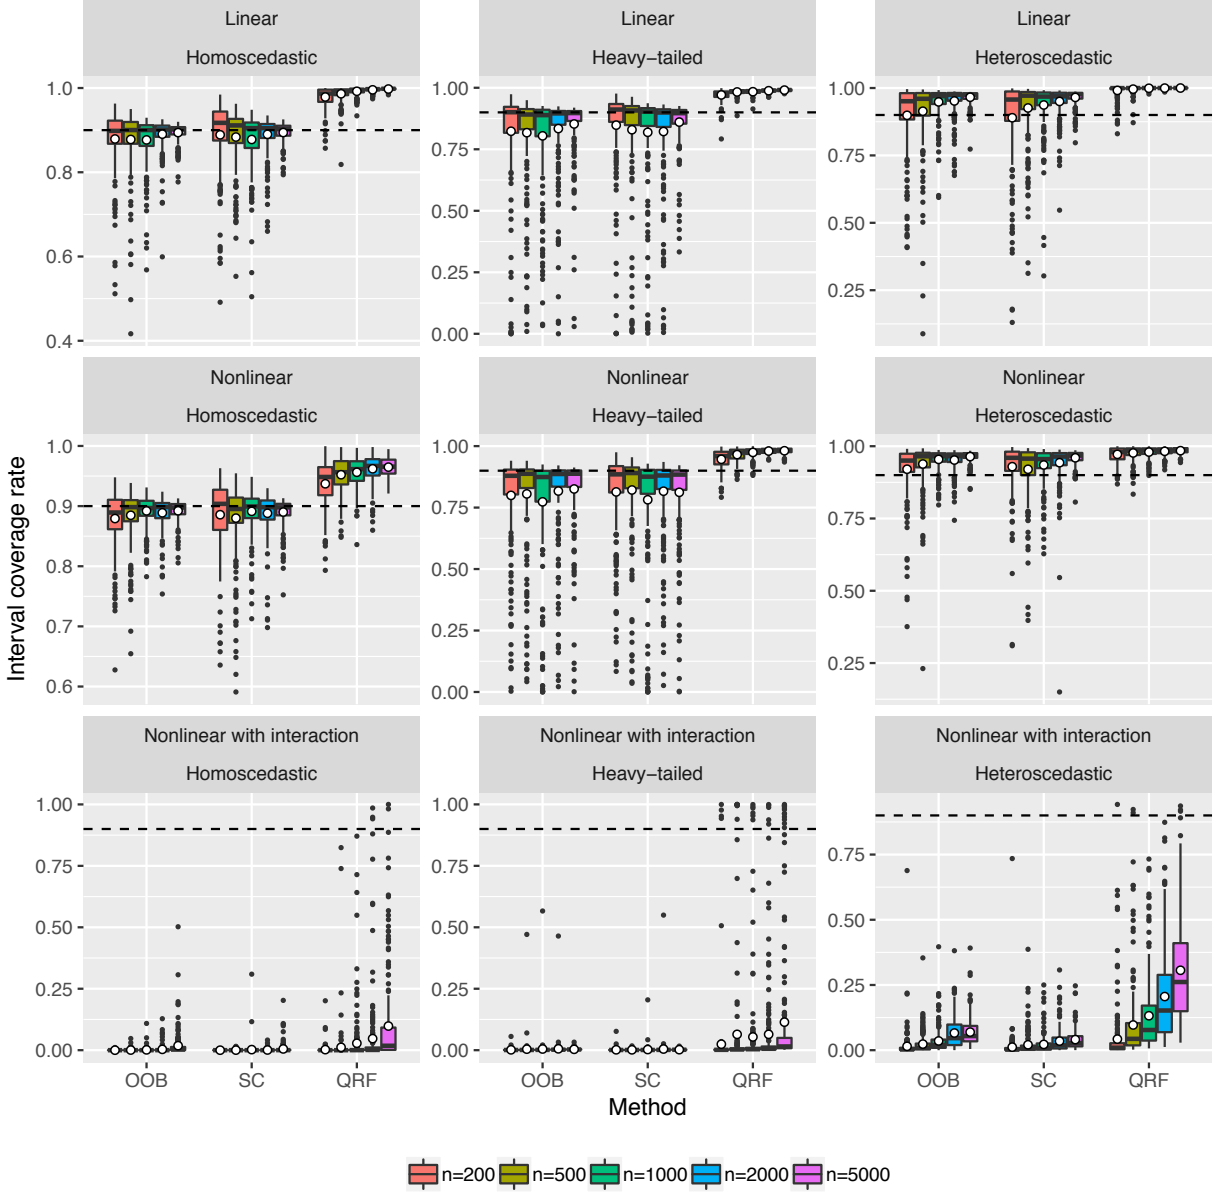 Linear
Homoscedastic
Linear
Heavy−tailed
Linear
Heteroscedastic
1.0
0.8
0.6
0.4
1.00
0.75
0.50
0.25
0.00
1.00
0.75
0.50
0.25
Nonlinear
Homoscedastic
Nonlinear
Heavy−tailed
Nonlinear
Heteroscedastic
Interval coverage rate
1.0
0.9
0.8
0.7
0.6
1.00
0.75
0.50
0.25
0.00
1.00
0.75
0.50
0.25
Nonlinear with interaction
Homoscedastic
Nonlinear with interaction
Heavy−tailed
Nonlinear with interaction
Heteroscedastic
1.00
0.75
0.50
0.25
0.00
1.00
0.75
0.50
0.25
0.00
0.75
0.50
0.25
0.00
OOB SC QRF
OOB SC QRF
OOB SC QRF
Method
n=200 n=500 n=1000 n=2000 n=5000